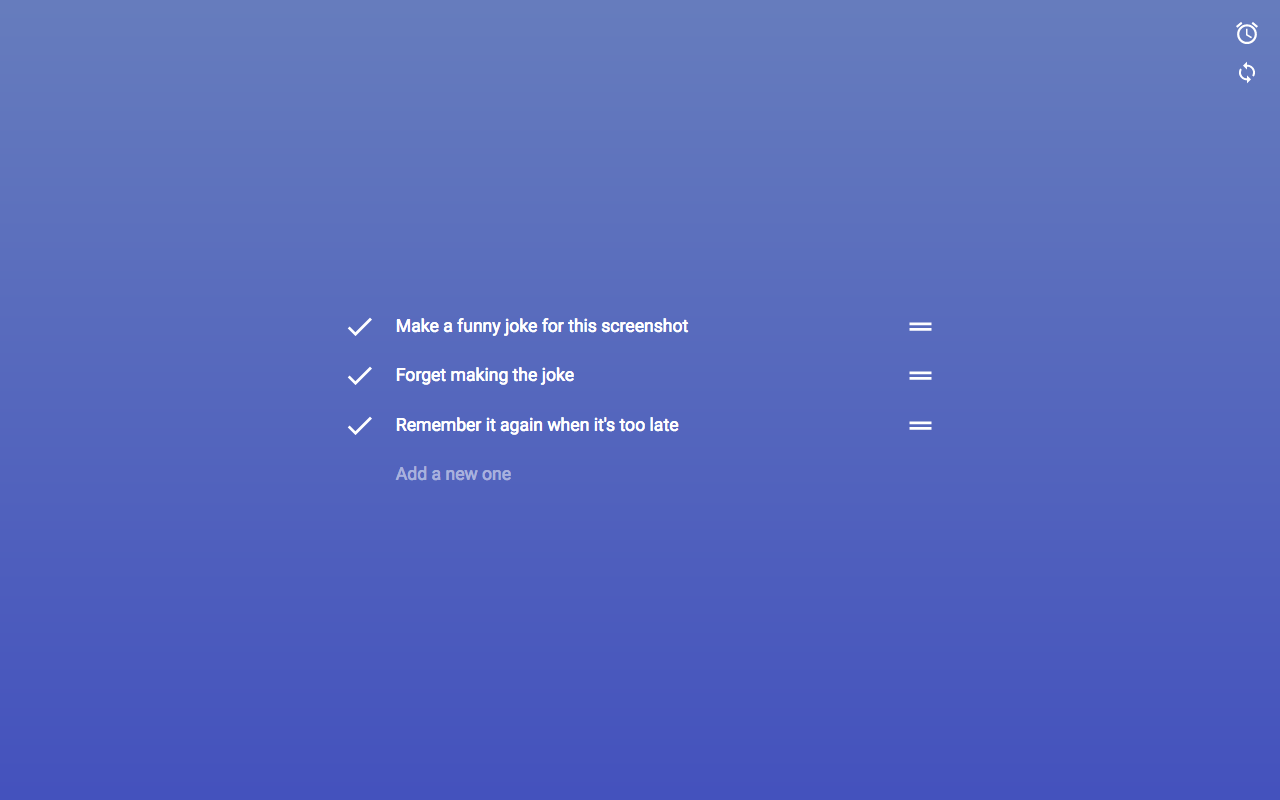 Make a funny joke for this screenshot
Forget making the joke
Remember it again when it's too late
Add a new one